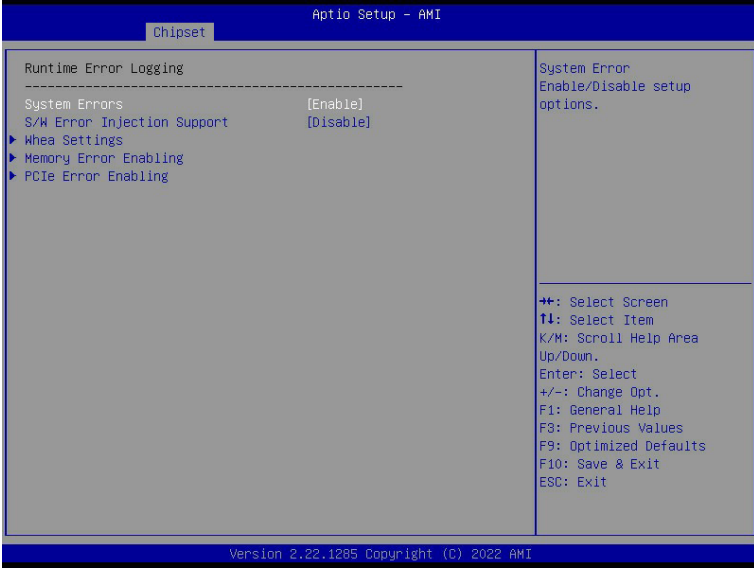 Aptio Setup – AMI
Chipset
Runtime Error Logging
----------------------------------------------------
System Errors [Enable]
S/W Error Injection Support [Disable]
Whea Settings
Memory Error Enabling
PCIe Error Enabling
System Error
Enable/Disable setup
options.
→←: Select Screen
↑↓: Select Item
K/M: Scroll Help Area
Up/Down.
Enter: Select
+/-: Change Opt.
F1: General Help
F3: Previous Values
F9: Optimized Defaults
F10: Save & Exit
ESC: Exit
Version 2.22.1285 Copyright (C) 2022 AMI